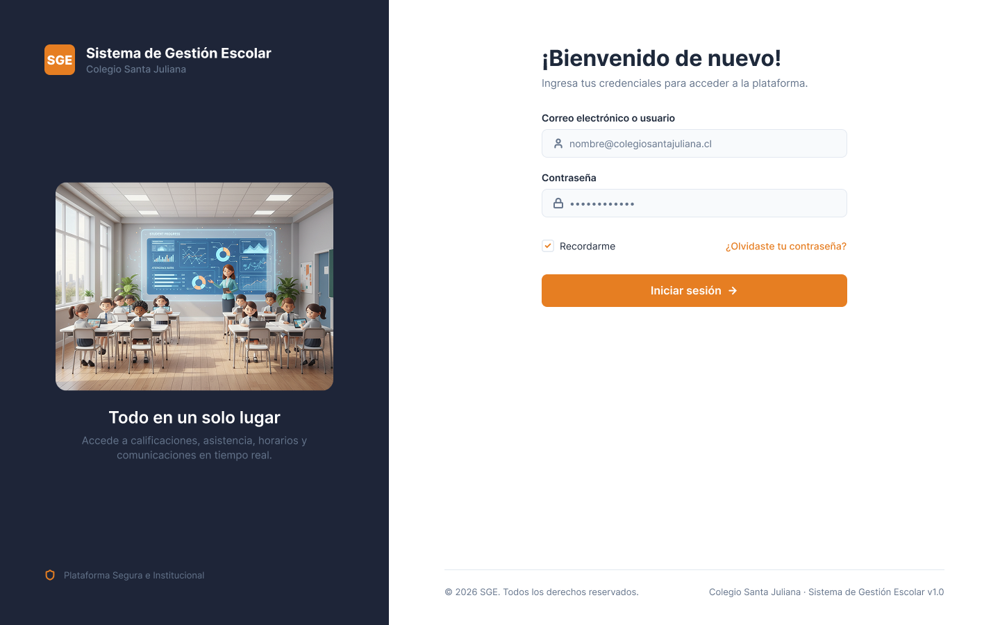 SGE
Sistema de Gestión Escolar
Colegio Santa Juliana
STUDENT PROGRESS
Todo en un solo lugar
Accede a calificaciones, asistencia, horarios y
comunicaciones en tiempo real.
Plataforma Segura e Institucional
¡Bienvenido de nuevo!
Ingresa tus credenciales para acceder a la plataforma.
Correo electrónico o usuario
nombre@colegiosantajuliana.cl
Contraseña
••••••••••••
Recordarme
¿Olvidaste tu contraseña?
Iniciar sesión →
© 2026 SGE. Todos los derechos reservados.
Colegio Santa Juliana · Sistema de Gestión Escolar v1.0